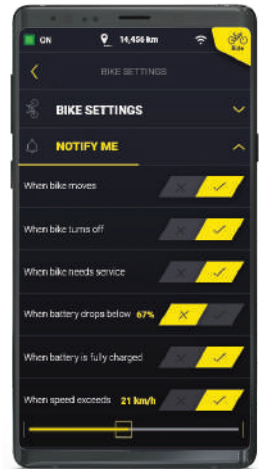 ON 14,456 km Ride
BIKE SETTINGS
BIKE SETTINGS
NOTIFY ME
When bike moves
When bike turns off
When bike needs service
When battery drops below 67%
When battery is fully charged
When speed exceeds 21 km/h